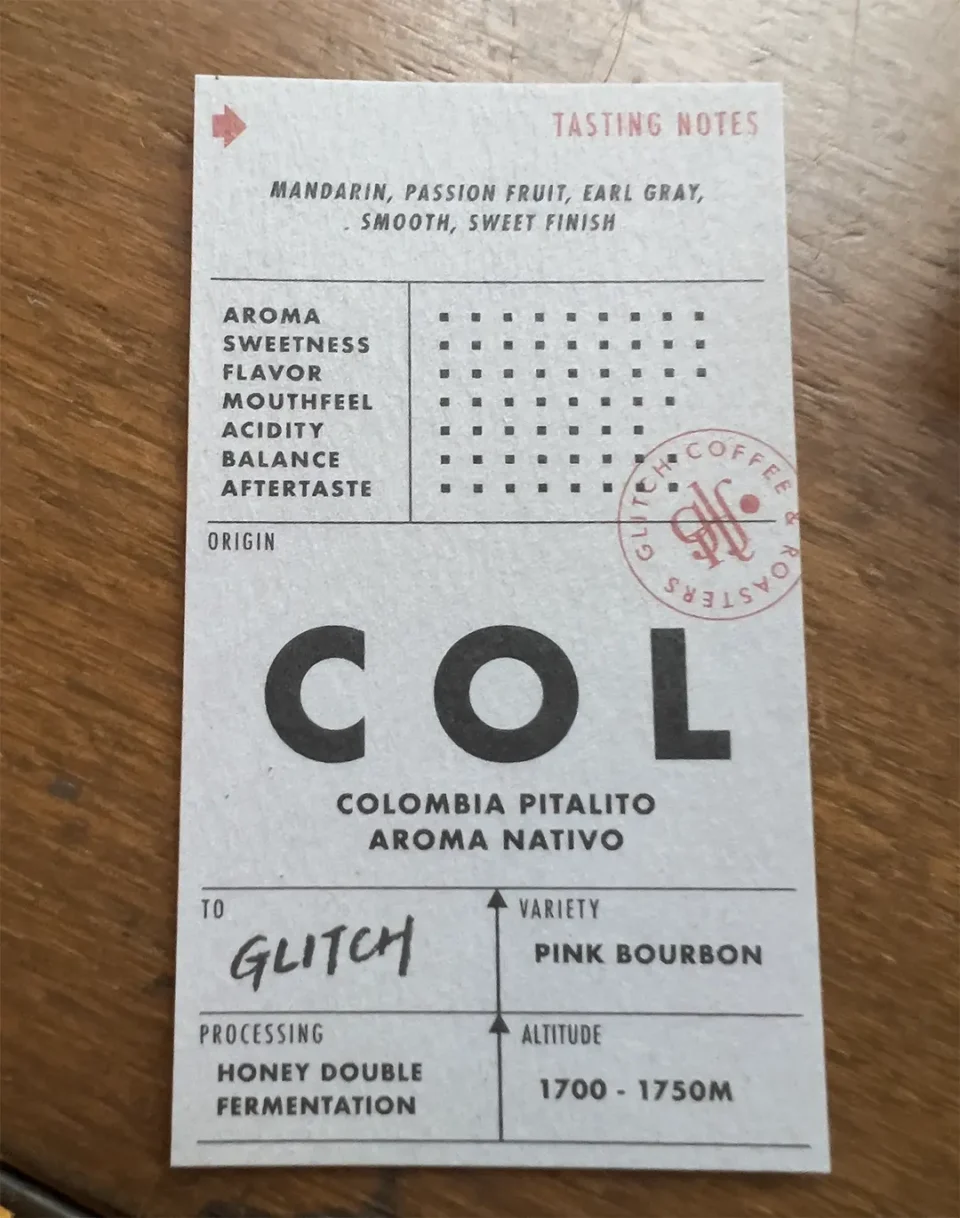 TASTING NOTES
MANDARIN, PASSION FRUIT, EARL GRAY,
SMOOTH, SWEET FINISH
AROMA
SWEETNESS
FLAVOR
MOUTHFEEL
ACIDITY
BALANCE
AFTERTASTE
GLITCH COFFEE & ROASTERS
ORIGIN
COL
COLOMBIA PITALITO
AROMA NATIVO
TO
GLITCH
VARIETY
PINK BOURBON
PROCESSING
HONEY DOUBLE
FERMENTATION
ALTITUDE
1700 - 1750M